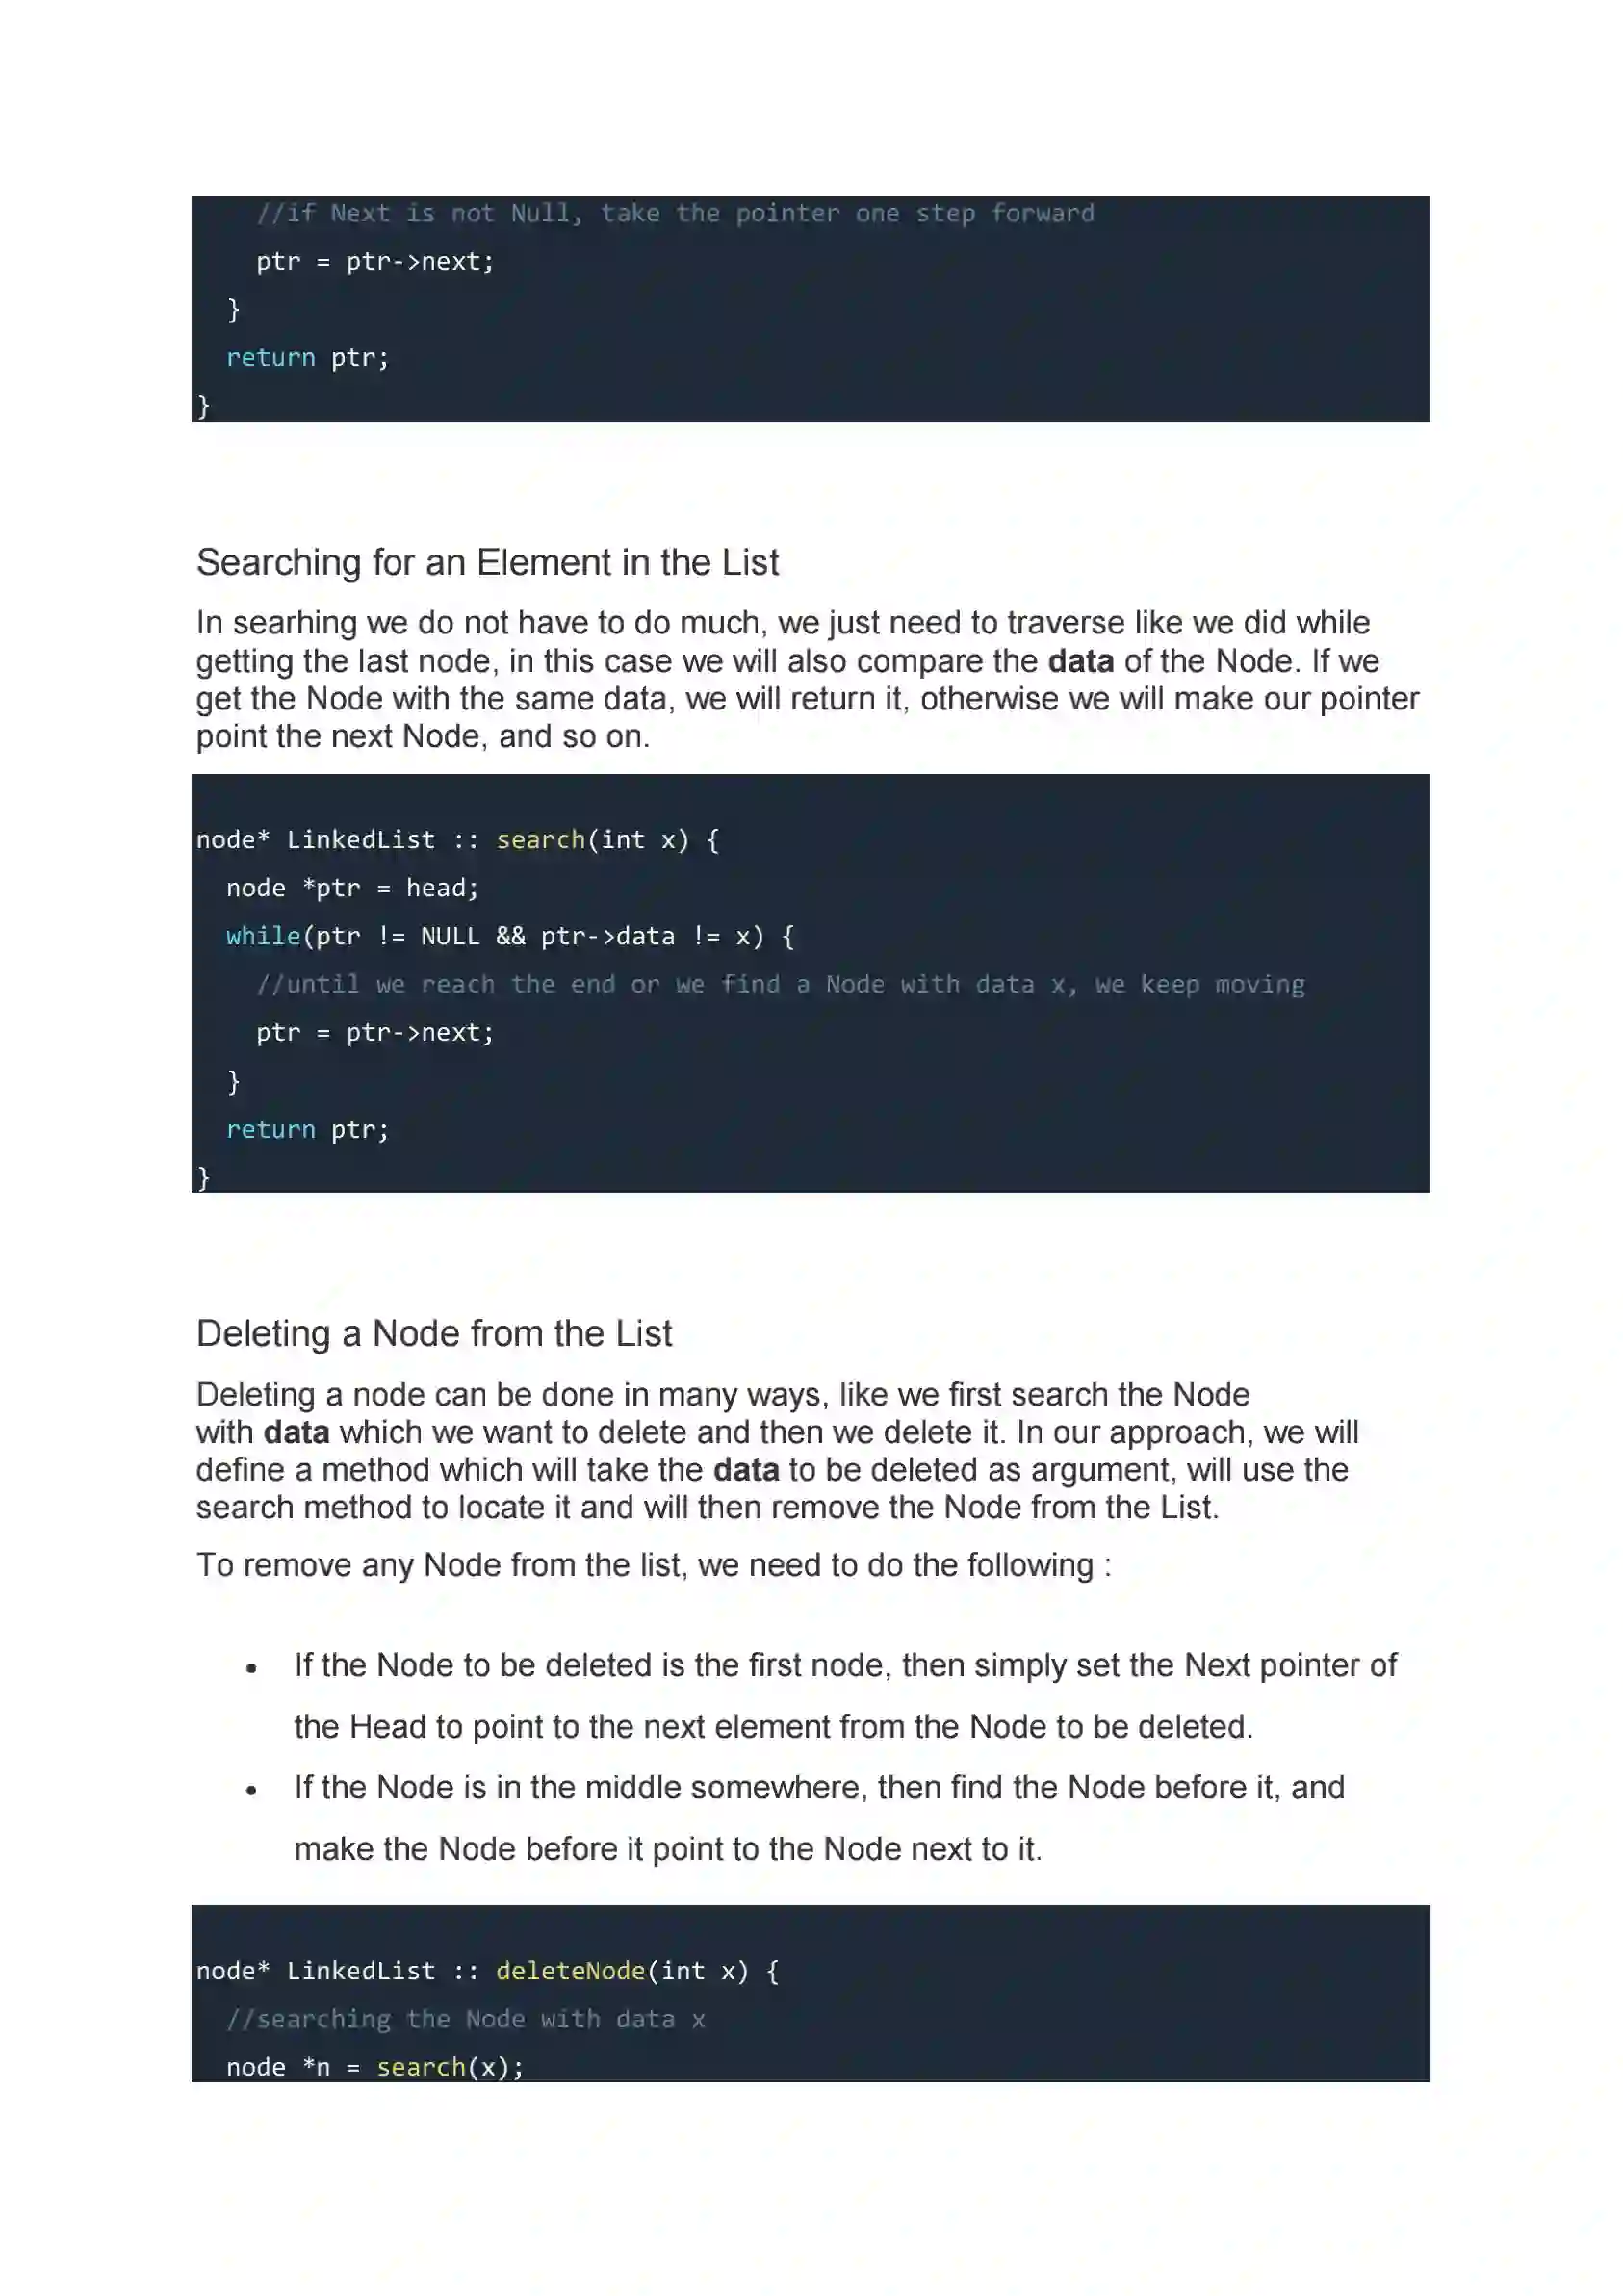 //if Next is not Null, take the pointer one step forward
ptr = ptr->next;
}
return ptr;
}
Searching for an Element in the List
In searhing we do not have to do much, we just need to traverse like we did while
getting the last node, in this case we will also compare the data of the Node. If we
get the Node with the same data, we will return it, otherwise we will make our pointer
point the next Node, and so on.
node* LinkedList :: search(int x) {
node *ptr = head;
while(ptr != NULL && ptr->data != x) {
//until we reach the end or we find a Node with data x, we keep moving
ptr = ptr->next;
}
return ptr;
}
Deleting a Node from the List
Deleting a node can be done in many ways, like we first search the Node
with data which we want to delete and then we delete it. In our approach, we will
define a method which will take the data to be deleted as argument, will use the
search method to locate it and will then remove the Node from the List.
To remove any Node from the list, we need to do the following :
• If the Node to be deleted is the first node, then simply set the Next pointer of
the Head to point to the next element from the Node to be deleted.
• If the Node is in the middle somewhere, then find the Node before it, and
make the Node before it point to the Node next to it.
node* LinkedList :: deleteNode(int x) {
//searching the Node with data x
node *n = search(x);